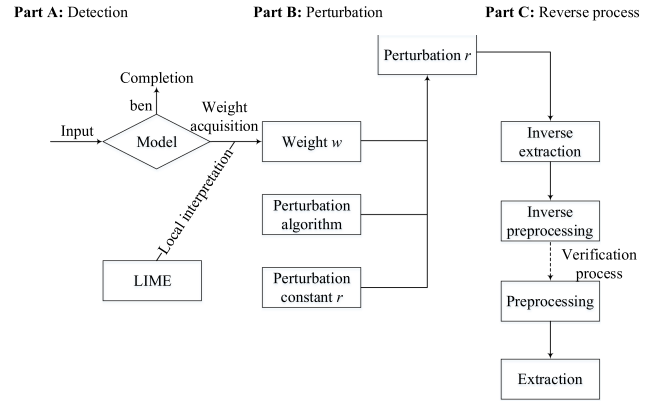 Part A: Detection
Part B: Perturbation
Part C: Reverse process
Completion
ben
Input
Model
Weight
acquisition
Local interpretation
LIME
Perturbation r
Weight w
Perturbation
algorithm
Perturbation
constant r
Inverse
extraction
Inverse
preprocessing
Verification
process
Preprocessing
Extraction